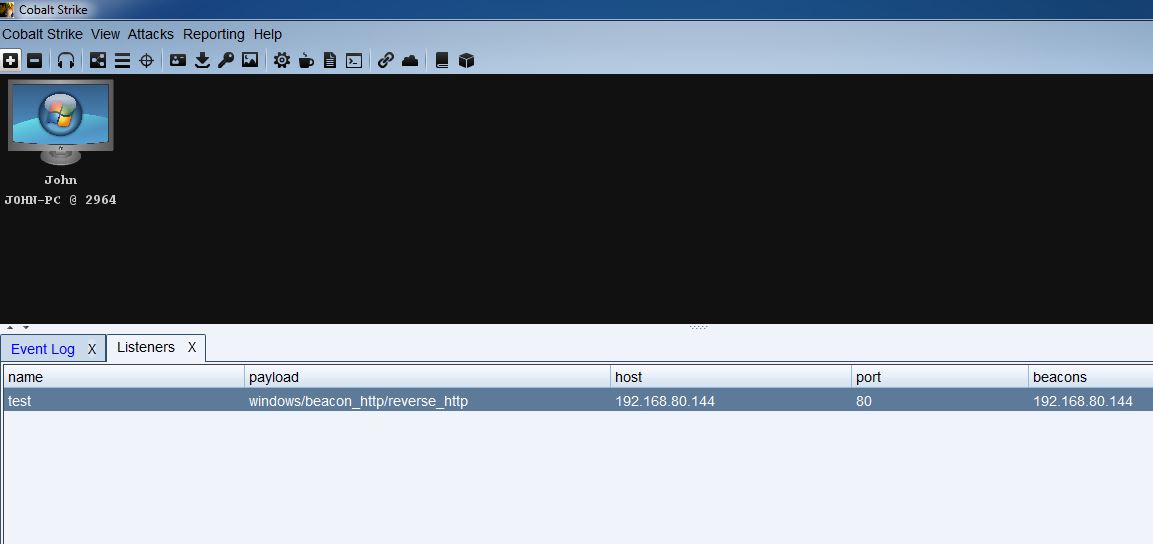 Cobalt Strike
Cobalt Strike View Attacks Reporting Help
John
JOHN-PC @ 2964
Event Log X Listeners X
name payload host port beacons
test windows/beacon_http/reverse_http 192.168.80.144 80 192.168.80.144